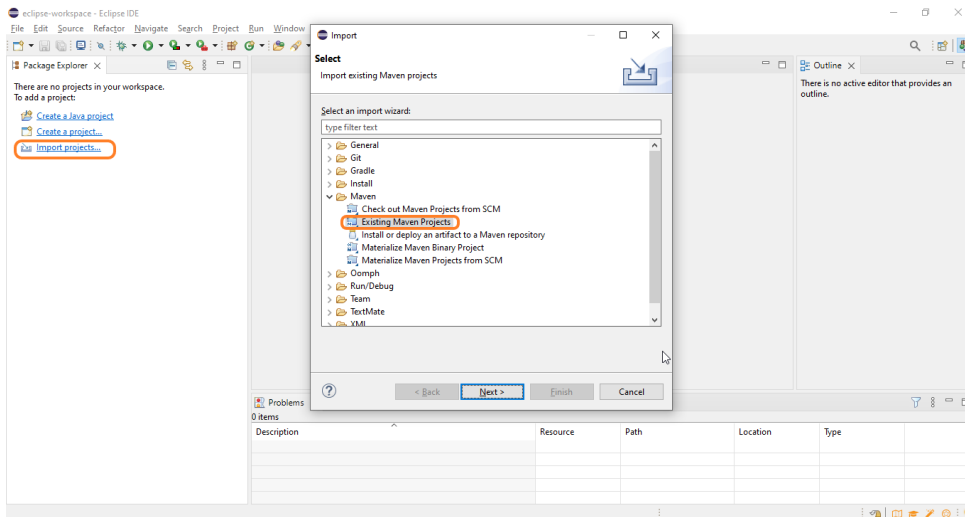 eclipse-workspace - Eclipse IDE
File Edit Source Refactor Navigate Search Project Run Window
Package Explorer
There are no projects in your workspace.
To add a project:
Create a Java project
Create a project...
Import projects...
Import
Select
Import existing Maven projects
Select an import wizard:
type filter text
General
Git
Gradle
Install
Maven
Check out Maven Projects from SCM
Existing Maven Projects
Install or deploy an artifact to a Maven repository
Materialize Maven Binary Project
Materialize Maven Projects from SCM
Oomph
Run/Debug
Team
TextMate
XML
< Back Next > Finish Cancel
Outline
There is no active editor that provides an
outline.
Problems
0 items
Description Resource Path Location Type